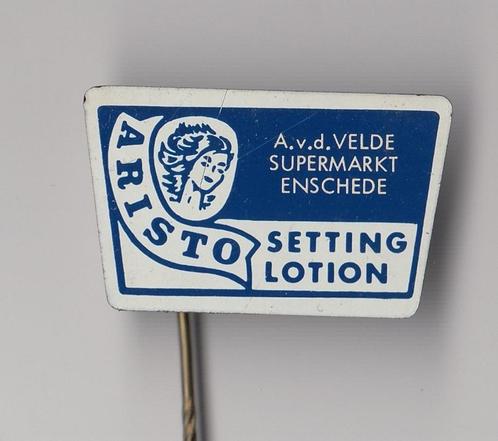 ARISTO
A.v.d. VELDE
SUPERMARKT
ENSCHEDE
SETTING
LOTION